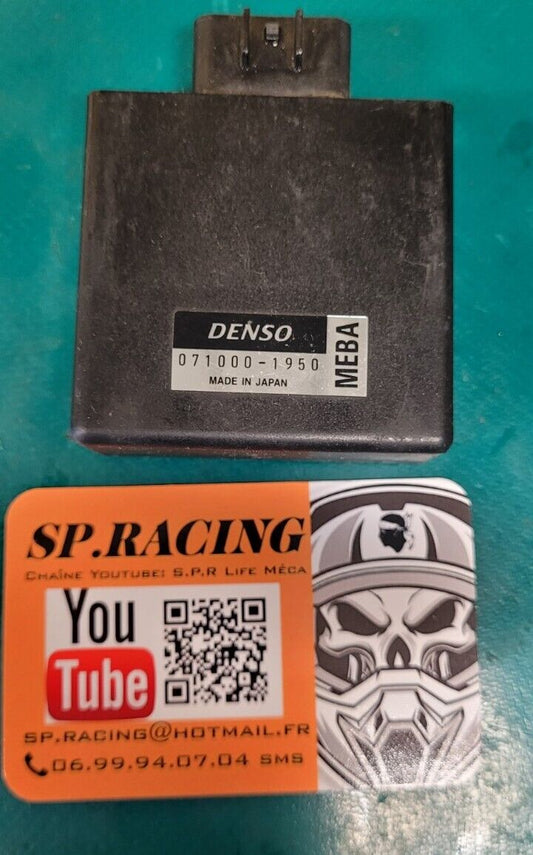 DENSO
071000-1950
MADE IN JAPAN
MEBA
SP.RACING
Chaîne Youtube: S.P.R Life Méca
You
Tube
SP.RACING@HOTMAIL.FR
06.99.94.07.04 SMS